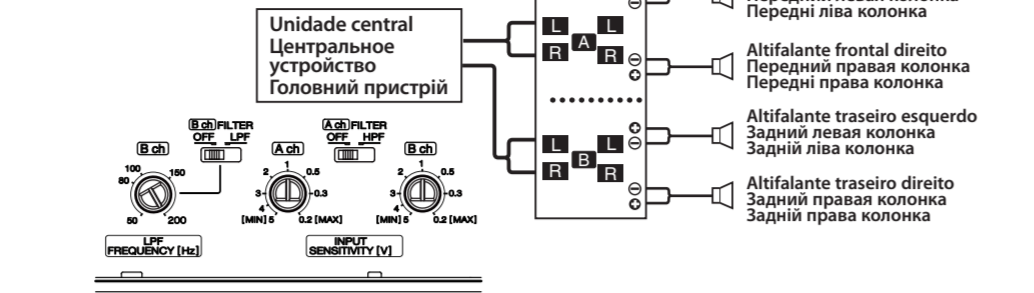 Передні ліва колонка
Unidade central
Центральное
устройство
Головний пристрій
L L
A
R R
Altifalante frontal direito
Передний правая колонка
Передні права колонка
Altifalante traseiro esquerdo
Задний левая колонка
Задній ліва колонка
L L
B
R R
Altifalante traseiro direito
Задний правая колонка
Задній права колонка
B ch FILTER
OFF LPF
A ch FILTER
OFF HPF
B ch
100 150
80
50 200
A ch
1
2 0.5
3 0.3
4
[MIN] 5 0.2 [MAX]
B ch
1
2 0.5
3 0.3
4
[MIN] 5 0.2 [MAX]
LPF
FREQUENCY [Hz]
INPUT
SENSITIVITY [V]